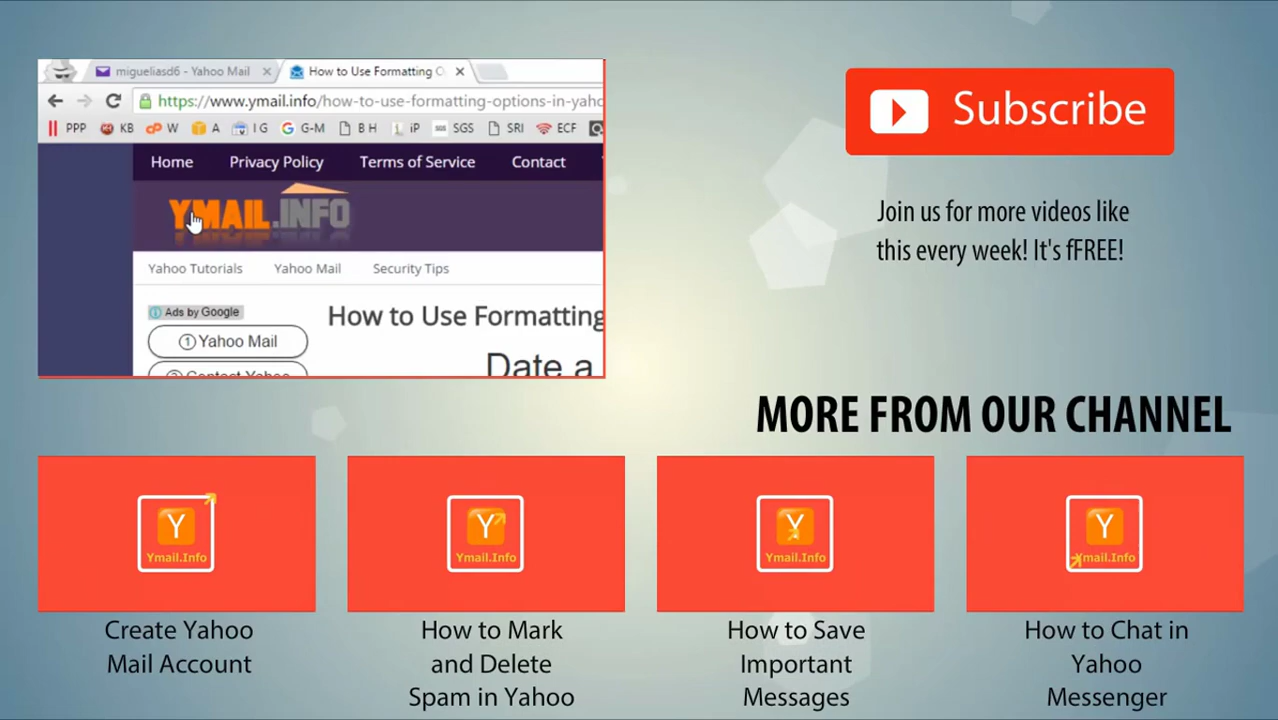 migueliasd6 - Yahoo Mail
How to Use Formatting O
https://www.ymail.info/how-to-use-formatting-options-in-yaho
PPP KB W A I G G-M B H iP SGS SRI ECF
Home Privacy Policy Terms of Service Contact
YMAIL.INFO
Yahoo Tutorials Yahoo Mail Security Tips
Ads by Google
1 Yahoo Mail
2 Contact Yahoo
How to Use Formatting
Date a
Subscribe
Join us for more videos like
this every week! It's fFREE!
MORE FROM OUR CHANNEL
Y
Ymail.Info
Create Yahoo
Mail Account
Y
Ymail.Info
How to Mark
and Delete
Spam in Yahoo
Y
Ymail.Info
How to Save
Important
Messages
Y
Ymail.Info
How to Chat in
Yahoo
Messenger